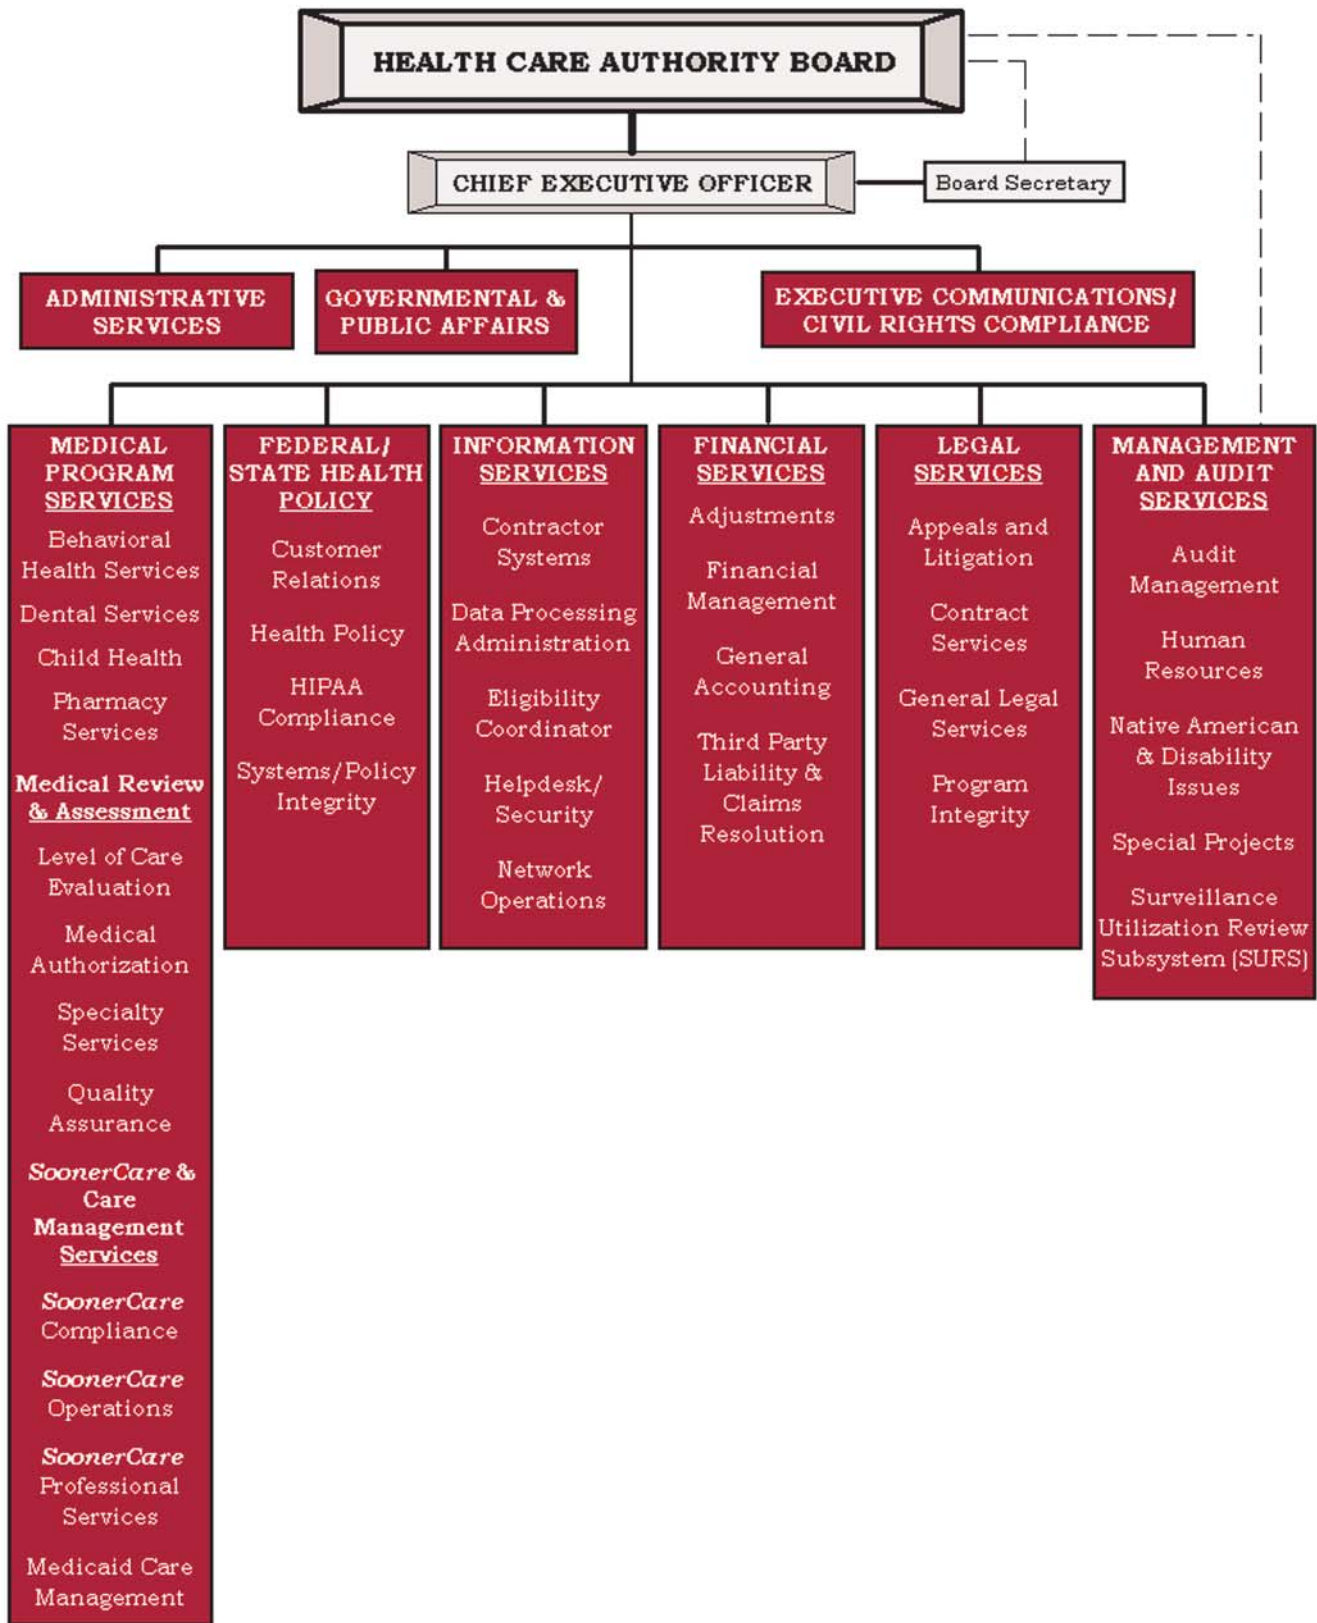 HEALTH CARE AUTHORITY BOARD
CHIEF EXECUTIVE OFFICER
Board Secretary
ADMINISTRATIVE
SERVICES
GOVERNMENTAL &
PUBLIC AFFAIRS
EXECUTIVE COMMUNICATIONS/
CIVIL RIGHTS COMPLIANCE
MEDICAL
PROGRAM
SERVICES
Behavioral
Health Services
Dental Services
Child Health
Pharmacy
Services
Medical Review
& Assessment
Level of Care
Evaluation
Medical
Authorization
Specialty
Services
Quality
Assurance
SoonerCare &
Care
Management
Services
SoonerCare
Compliance
SoonerCare
Operations
SoonerCare
Professional
Services
Medicaid Care
Management
FEDERAL/
STATE HEALTH
POLICY
Customer
Relations
Health Policy
HIPAA
Compliance
Systems/Policy
Integrity
INFORMATION
SERVICES
Contractor
Systems
Data Processing
Administration
Eligibility
Coordinator
Helpdesk/
Security
Network
Operations
FINANCIAL
SERVICES
Adjustments
Financial
Management
General
Accounting
Third Party
Liability &
Claims
Resolution
LEGAL
SERVICES
Appeals and
Litigation
Contract
Services
General Legal
Services
Program
Integrity
MANAGEMENT
AND AUDIT
SERVICES
Audit
Management
Human
Resources
Native American
& Disability
Issues
Special Projects
Surveillance
Utilization Review
Subsystem (SURS)